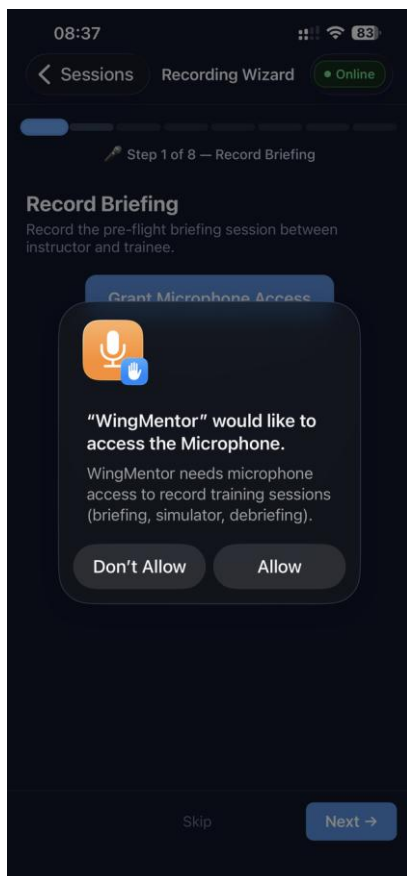 08:37
83
Sessions
Recording Wizard
Online
Step 1 of 8 — Record Briefing
Record Briefing
Record the pre-flight briefing session between
instructor and trainee.
Grant Microphone Access
“WingMentor” would like to
access the Microphone.
WingMentor needs microphone
access to record training sessions
(briefing, simulator, debriefing).
Don’t Allow
Allow
Skip
Next →